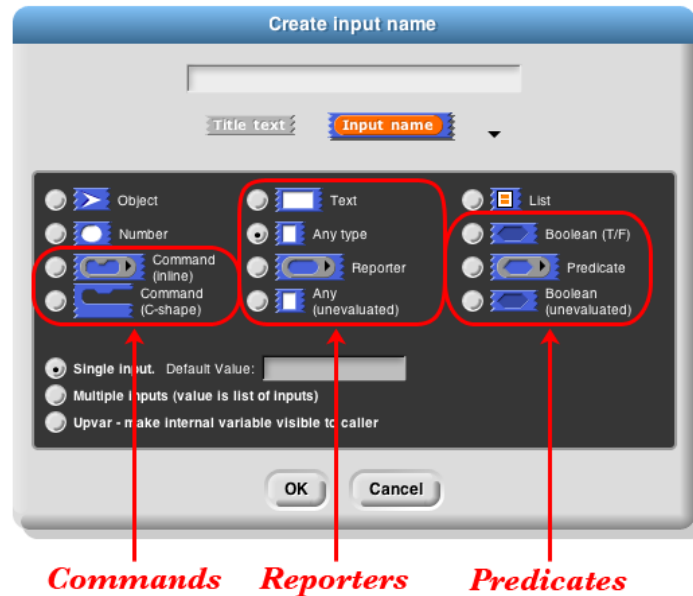 Create input name
Title text Input name
Object Text List
Number Any type Boolean (T/F)
Command
(inline)
Reporter Predicate
Command
(C-shape)
Any
(unevaluated)
Boolean
(unevaluated)
Single input. Default Value:
Multiple inputs (value is list of inputs)
Upvar - make internal variable visible to caller
OK Cancel
Commands Reporters Predicates